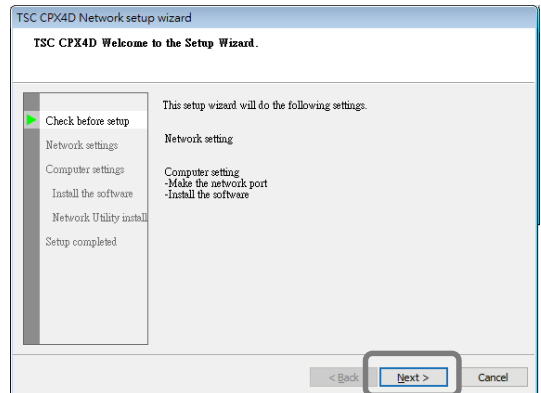 TSC CPX4D Network setup wizard
TSC CPX4D Welcome to the Setup Wizard.
Check before setup
Network settings
Computer settings
Install the software
Network Utility install
Setup completed
This setup wizard will do the following settings.
Network setting
Computer setting
-Make the network port
-Install the software
< Back
Next >
Cancel